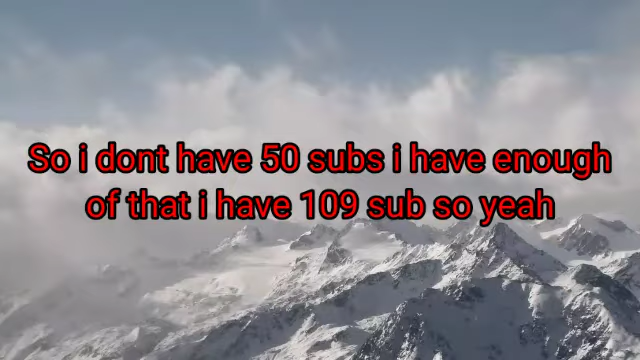 So i dont have 50 subs i have enough
of that i have 109 sub so yeah